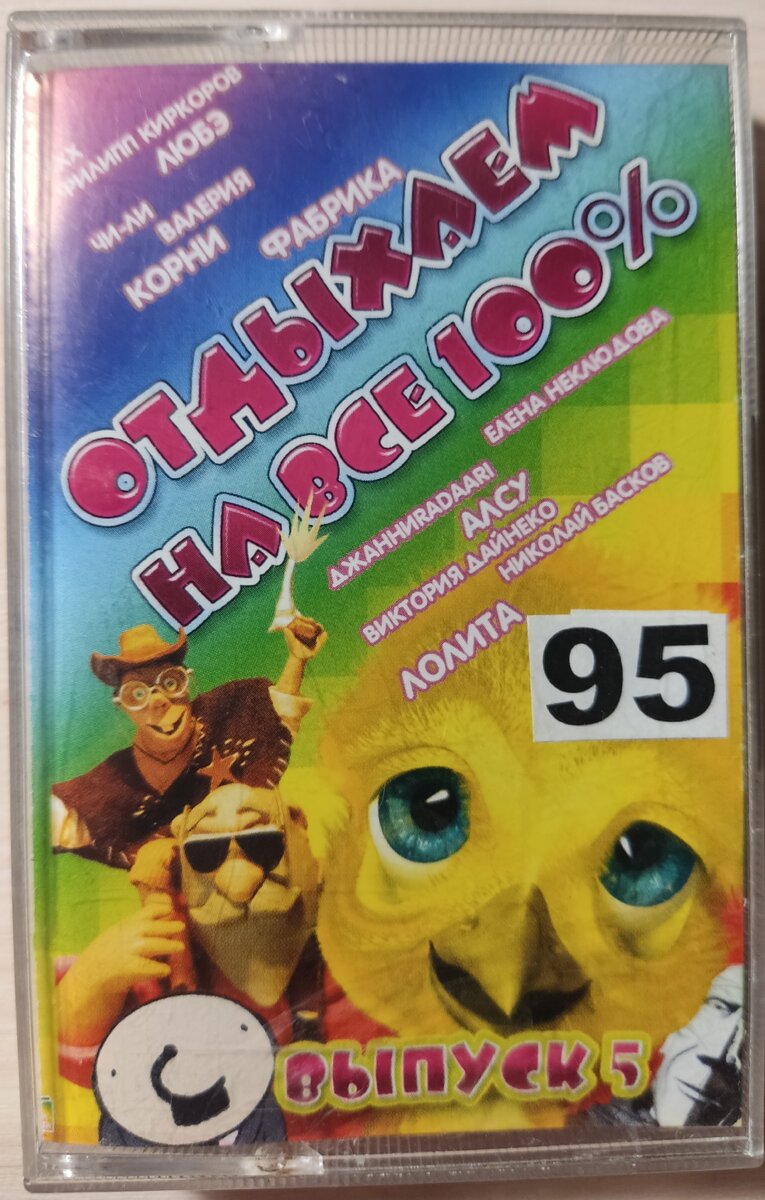 ФИЛИПП КИРКОРОВ
ЛЮБЭ
ЧИ-ЛИ
ВАЛЕРИЯ
КОРНИ
ФАБРИКА
ОТДЫХАЕМ
НА ВСЕ 100%
ЕЛЕНА НЕКЛЮДОВА
ДЖАННИRADAARI
АЛСУ
ВИКТОРИЯ ДАЙНЕКО
НИКОЛАЙ БАСКОВ
ЛОЛИТА
95
ВЫПУСК 5